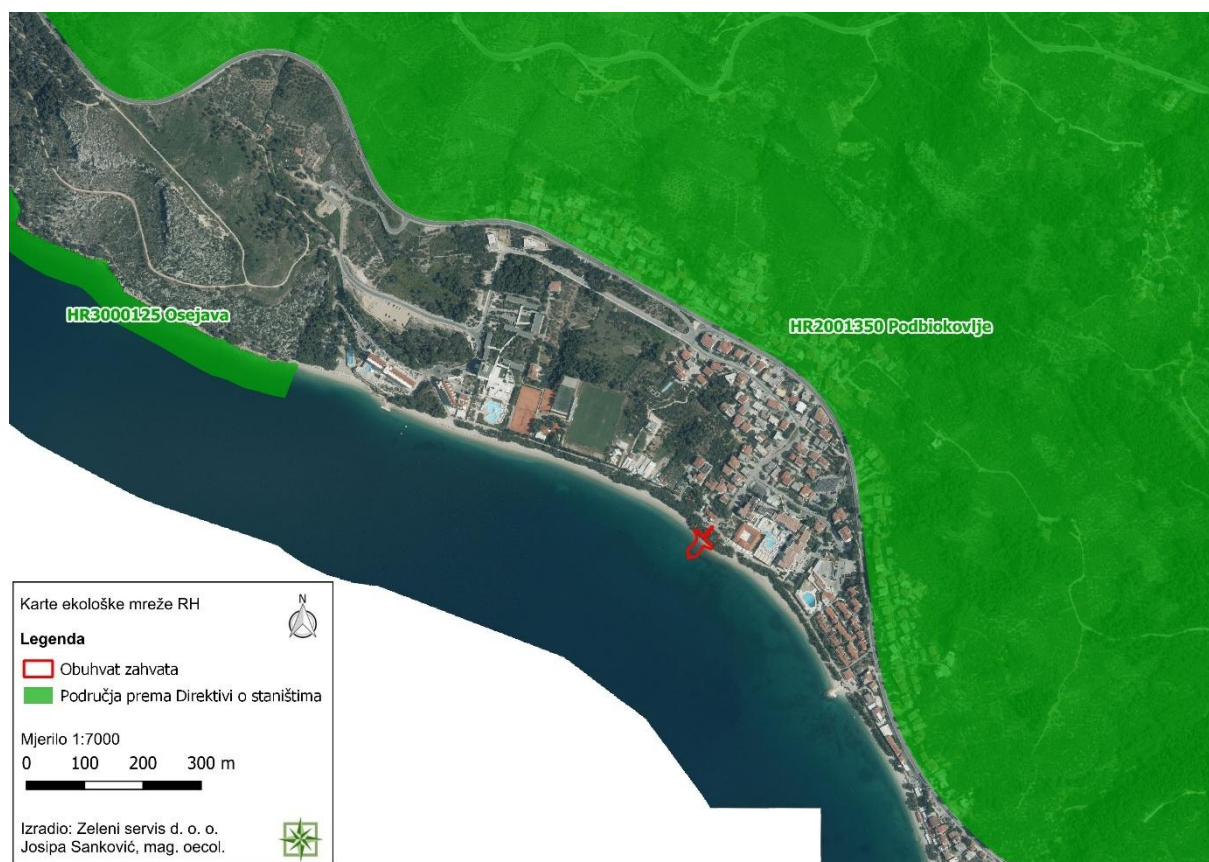 HR3000125 Osejava
HR2001350 Podbiokovlje
Karte ekološke mreže RH
N
Legenda
Obuhvat zahvata
Područja prema Direktivi o staništima
Mjerilo 1:7000
0 100 200 300 m
Izradio: Zeleni servis d. o. o.
Josipa Sanković, mag. oecol.